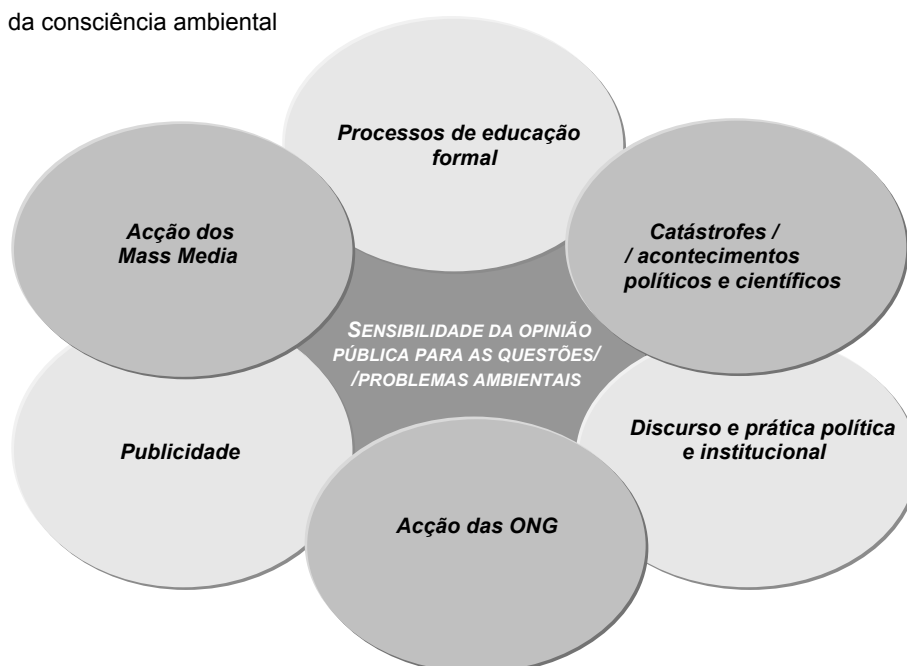 da consciência ambiental
Processos de educação
formal
Acção dos
Mass Media
Catástrofes /
/ acontecimentos
políticos e científicos
SENSIBILIDADE DA OPINIÃO
PÚBLICA PARA AS QUESTÕES/
/PROBLEMAS AMBIENTAIS
Publicidade
Discurso e prática política
e institucional
Acção das ONG